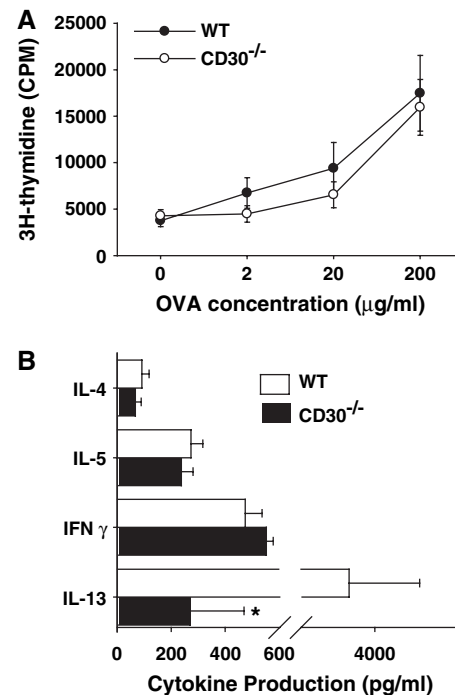 A
WT
CD30-/-
3H-thymidine (CPM)
25000
20000
15000
10000
5000
0
0 2 20 200
OVA concentration (μg/ml)
B
WT
CD30-/-
IL-4
IL-5
IFN γ
IL-13
*
0 200 400 600 4000
Cytokine Production (pg/ml)